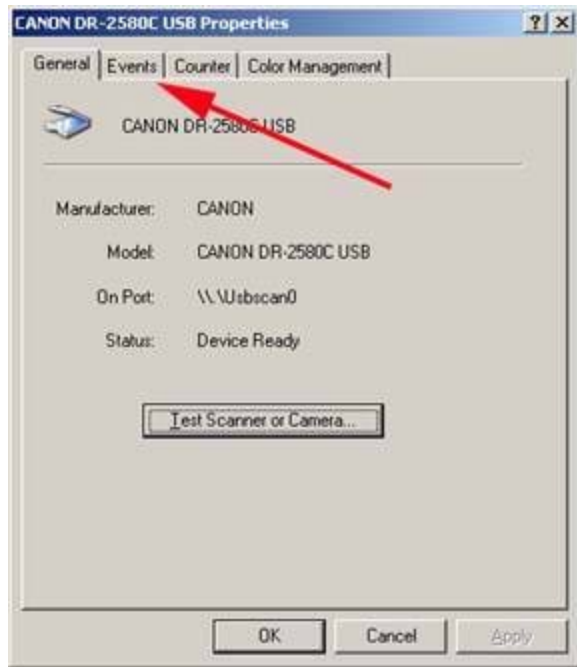 CANON DR-2580C USB Properties
General Events Counter Color Management
CANON DR-2580C USB
Manufacturer: CANON
Model: CANON DR-2580C USB
On Port: \\.\Usbscan0
Status: Device Ready
Test Scanner or Camera...
OK Cancel Apply